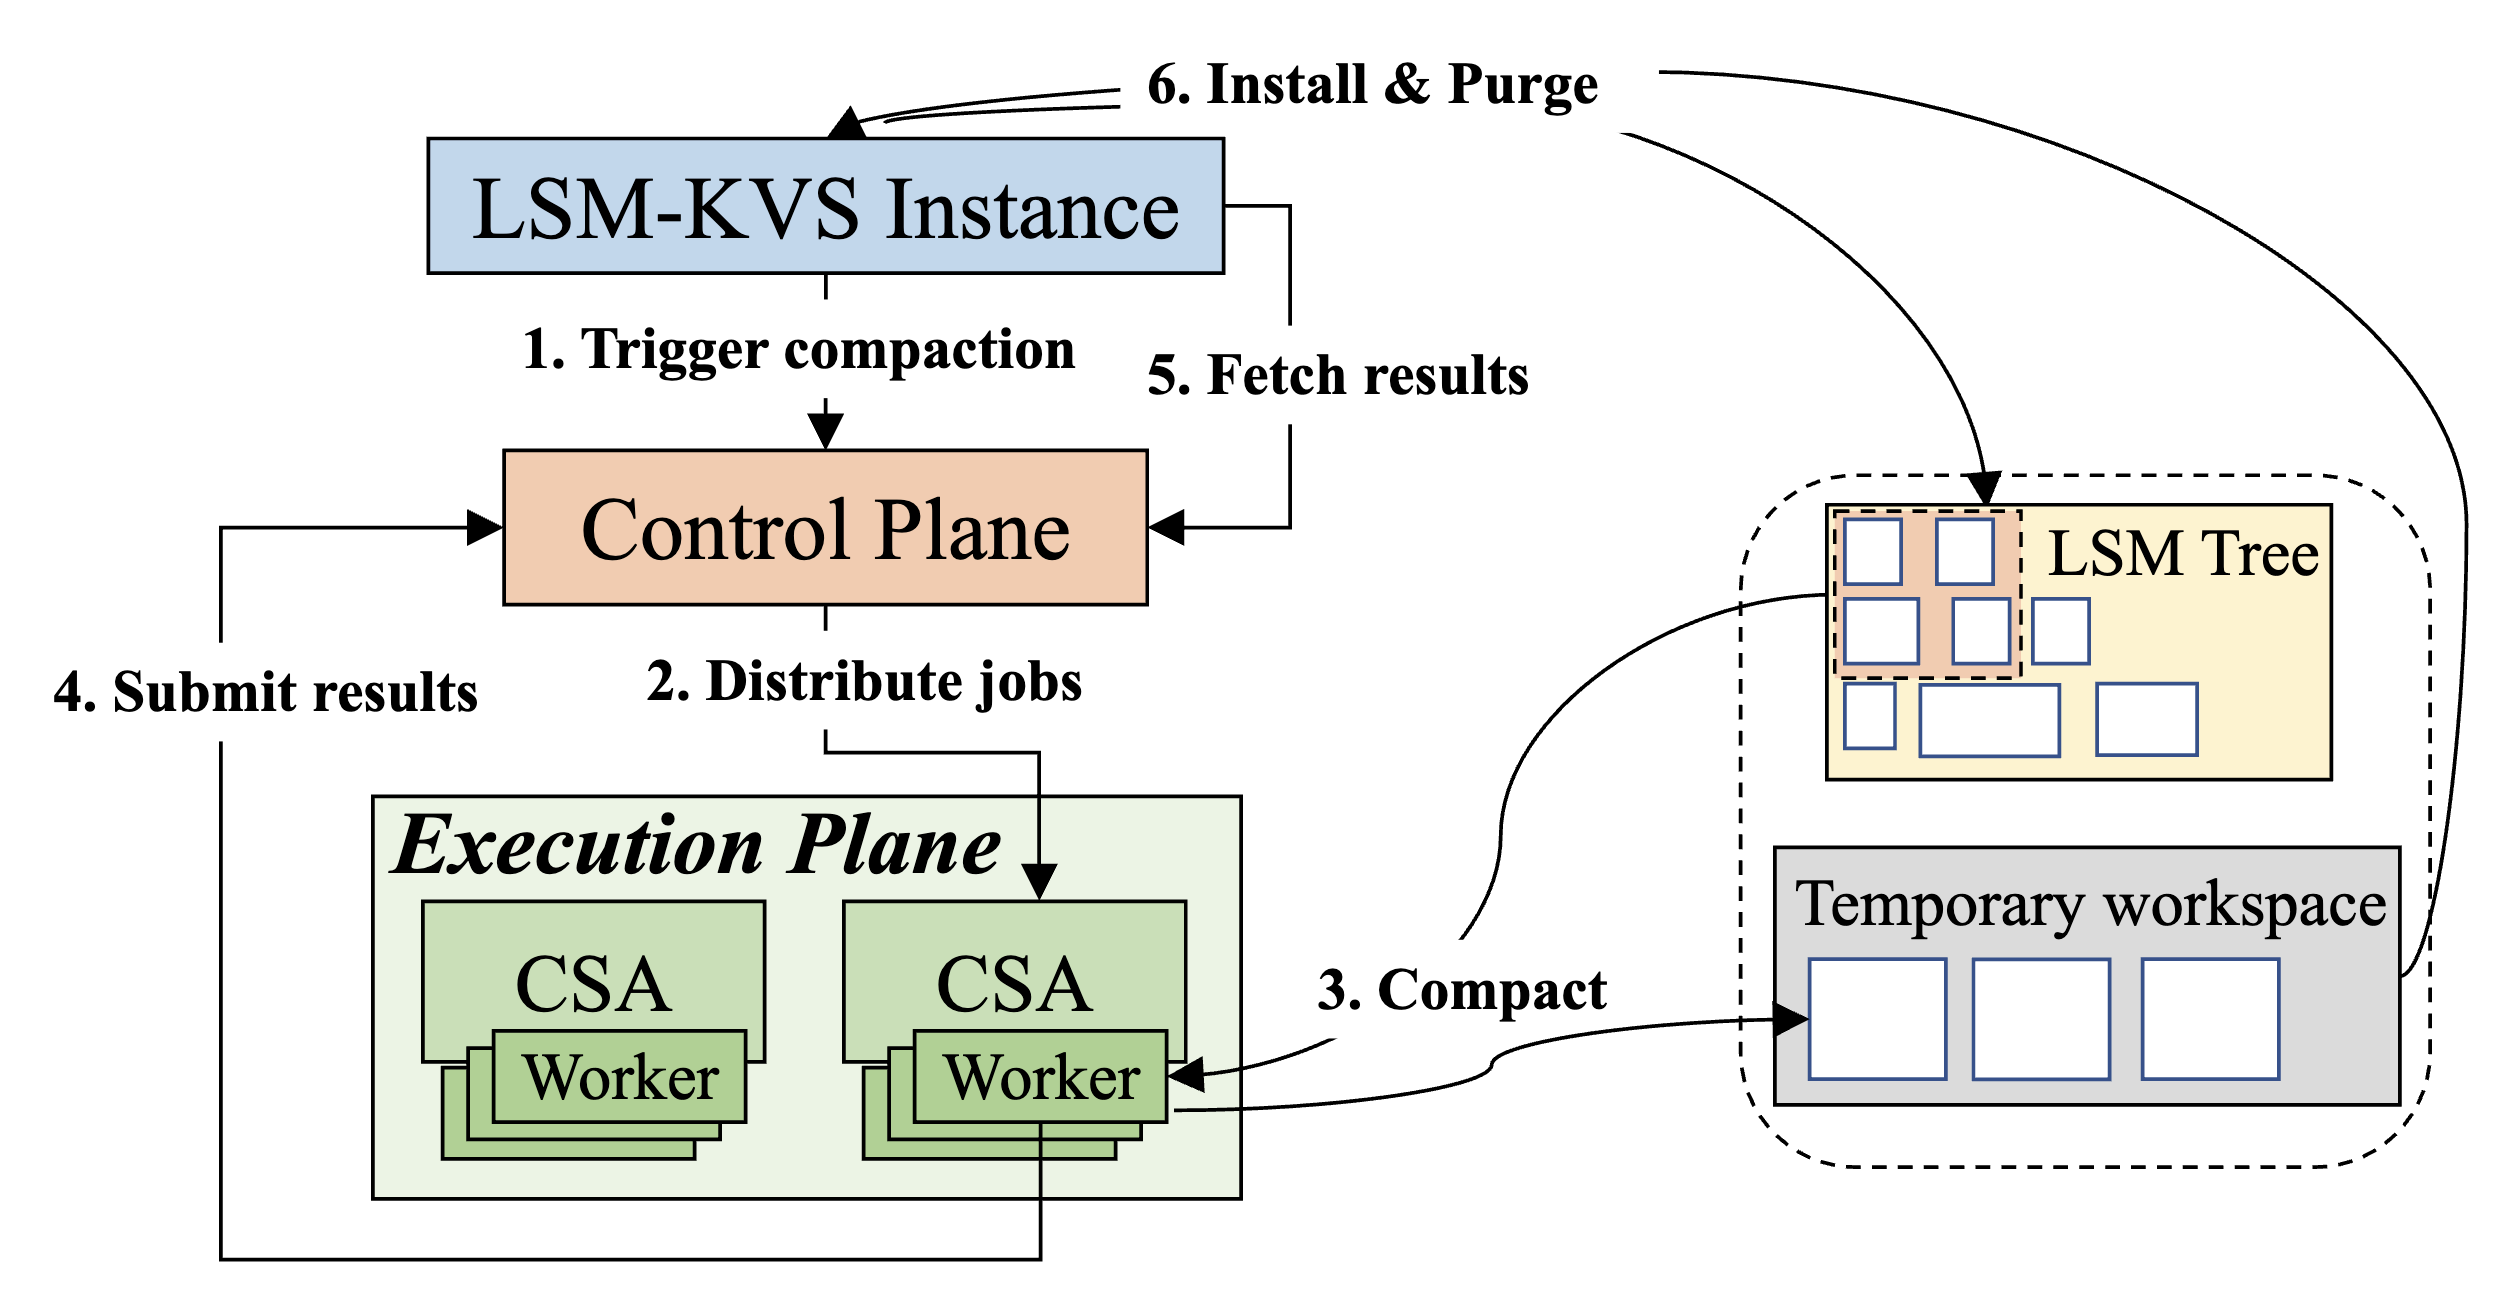 6. Install & Purge
LSM-KVS Instance
1. Trigger compaction
5. Fetch results
Control Plane
LSM Tree
4. Submit results
2. Distribute jobs
Execution Plane
Temporary workspace
CSA
CSA
3. Compact
Worker
Worker